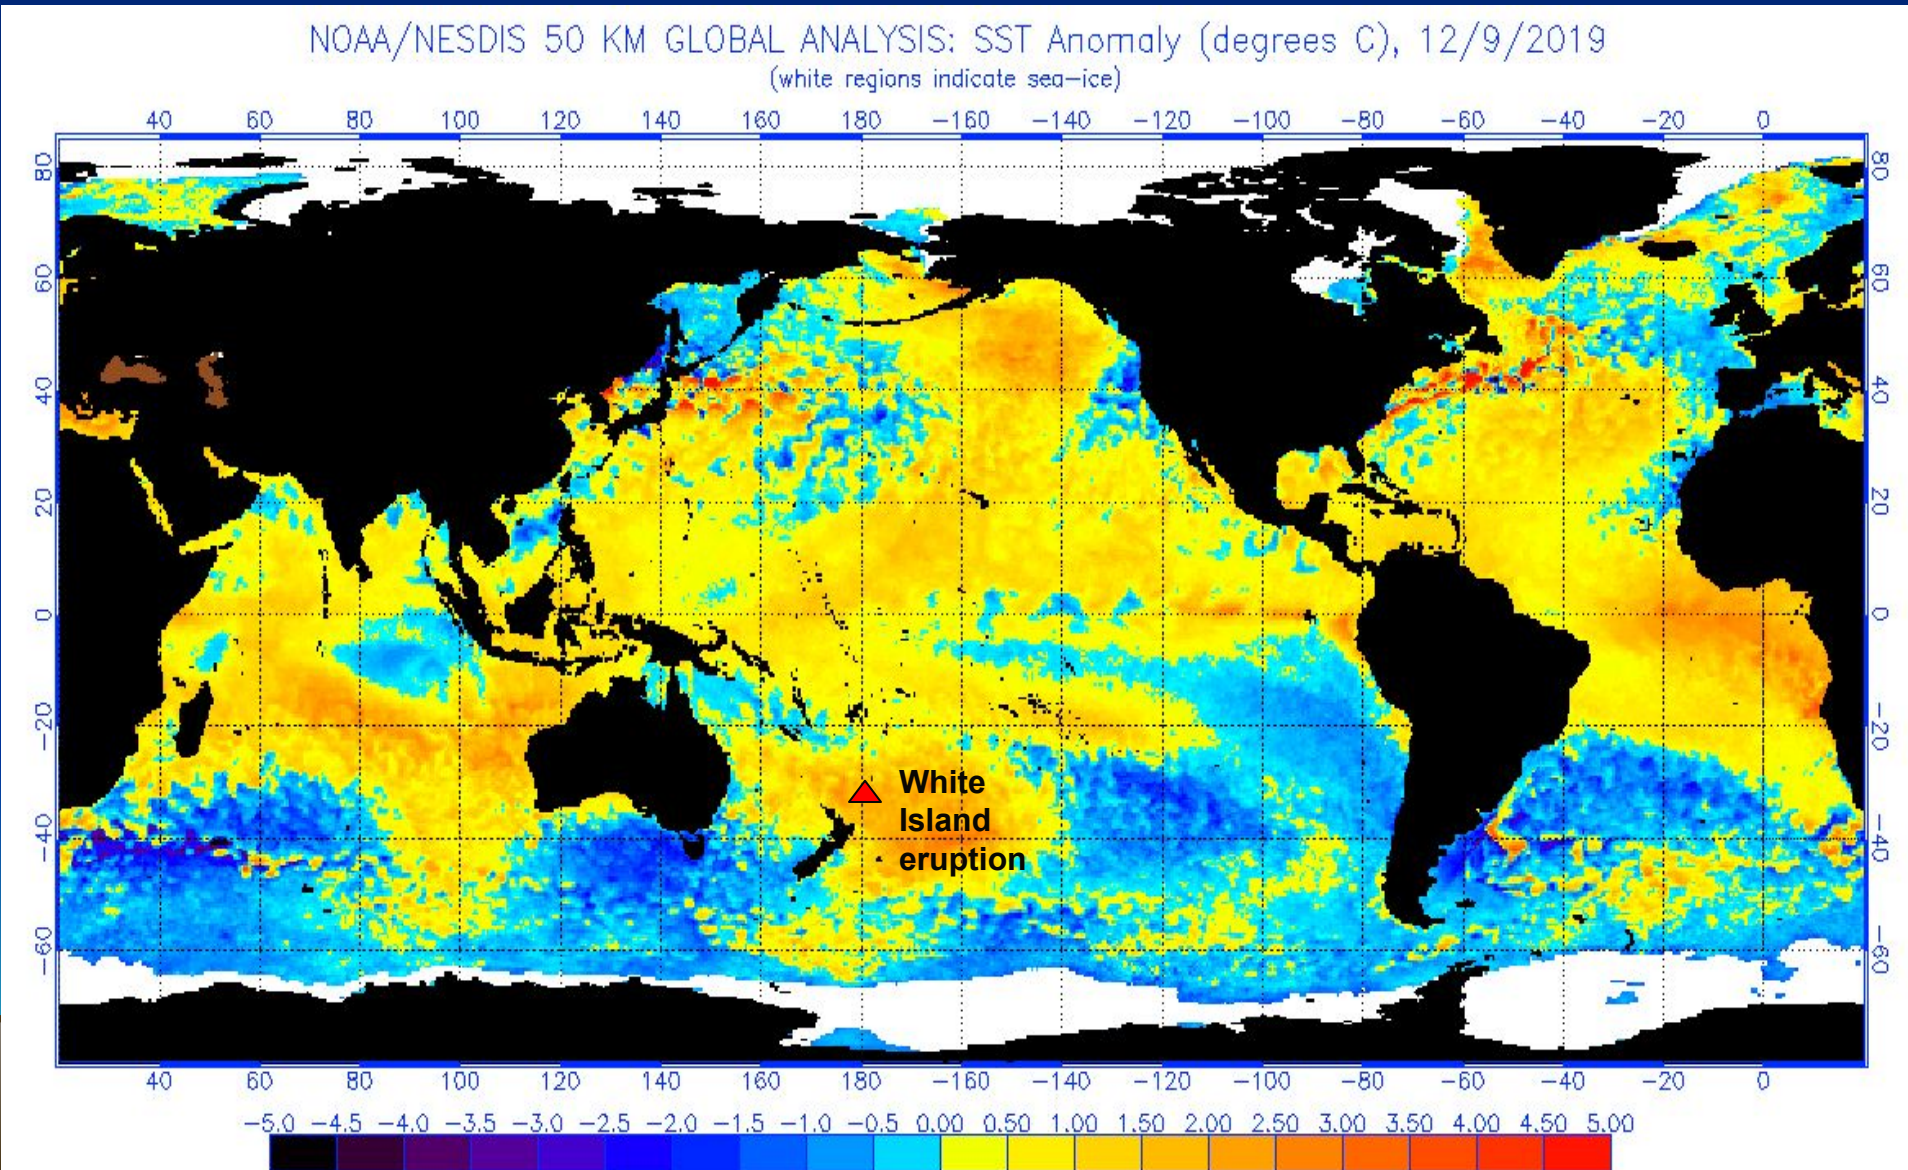 NOAA/NESDIS 50 KM GLOBAL ANALYSIS: SST Anomaly (degrees C), 12/9/2019
(white regions indicate sea-ice)
40 60 80 100 120 140 160 180 -160 -140 -120 -100 -80 -60 -40 -20 0
80 80
60 60
40 40
20 20
0 0
-20 -20
White
Island
eruption
-40 -40
-60 -60
40 60 80 100 120 140 160 180 -160 -140 -120 -100 -80 -60 -40 -20 0
-5.0 -4.5 -4.0 -3.5 -3.0 -2.5 -2.0 -1.5 -1.0 -0.5 0.00 0.50 1.00 1.50 2.00 2.50 3.00 3.50 4.00 4.50 5.00